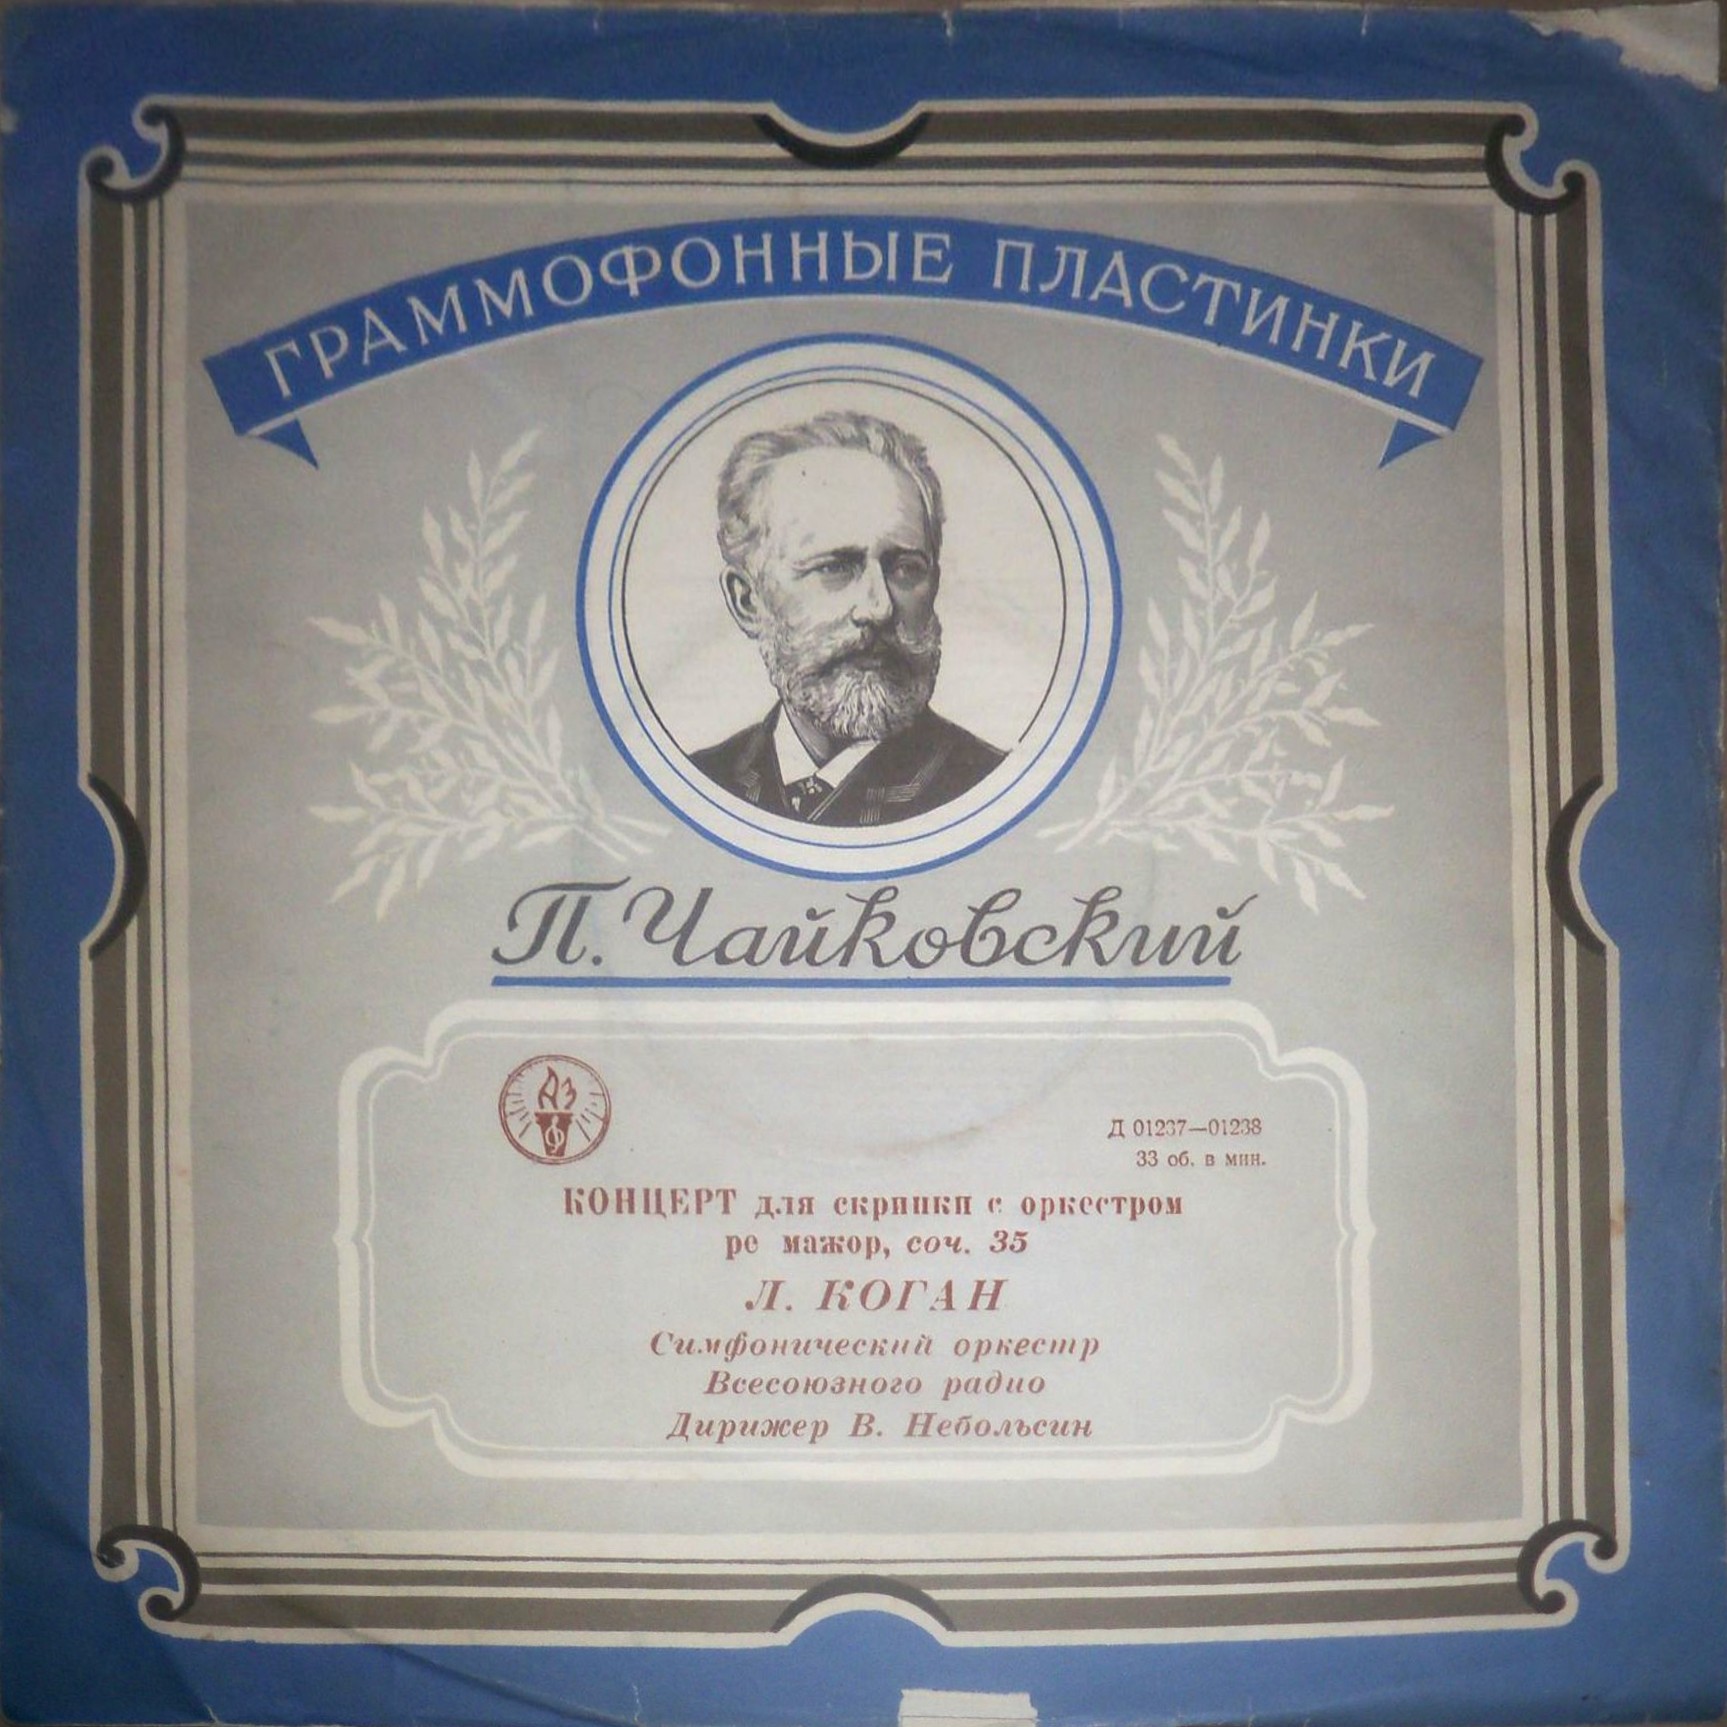 ГРАММОФОННЫЕ ПЛАСТИНКИ
П. Чайковский
АЗ
Д 01237—01238
33 об. в мин.
КОНЦЕРТ для скрипки с оркестром
ре мажор, соч. 35
Л. КОГАН
Симфонический оркестр
Всесоюзного радио
Дирижер В. Небольсин